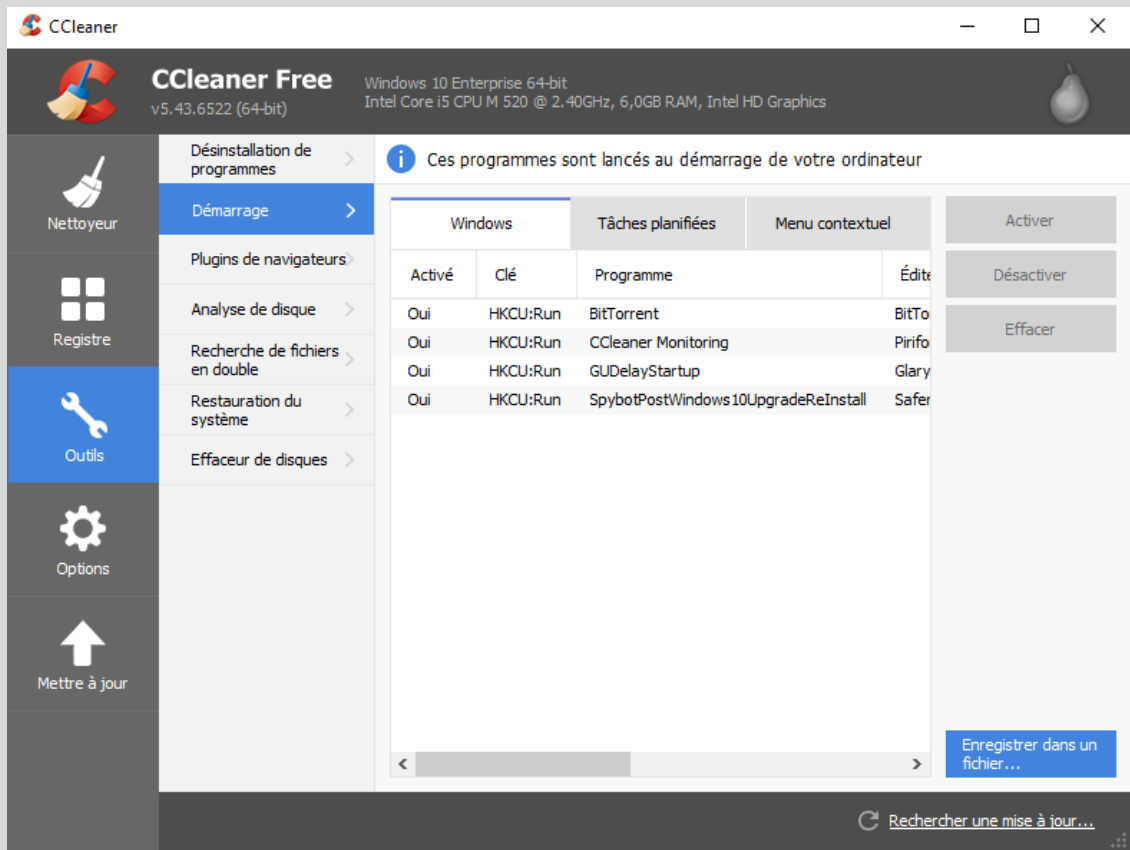 CCleaner
CCleaner Free
v5.43.6522 (64-bit)
Windows 10 Enterprise 64-bit
Intel Core i5 CPU M 520 @ 2.40GHz, 6,0GB RAM, Intel HD Graphics
Nettoyeur
Registre
Outils
Options
Mettre à jour
Désinstallation de
programmes
Démarrage
Plugins de navigateurs
Analyse de disque
Recherche de fichiers
en double
Restauration du
système
Effaceur de disques
Ces programmes sont lancés au démarrage de votre ordinateur
Windows Tâches planifiées Menu contextuel
Activé Clé Programme Édite
Oui HKCU:Run BitTorrent BitTo
Oui HKCU:Run CCleaner Monitoring Pirifo
Oui HKCU:Run GUDelayStartup Glary
Oui HKCU:Run SpybotPostWindows10UpgradeReInstall Safer
Activer
Désactiver
Effacer
Enregistrer dans un
fichier...
Rechercher une mise à jour...